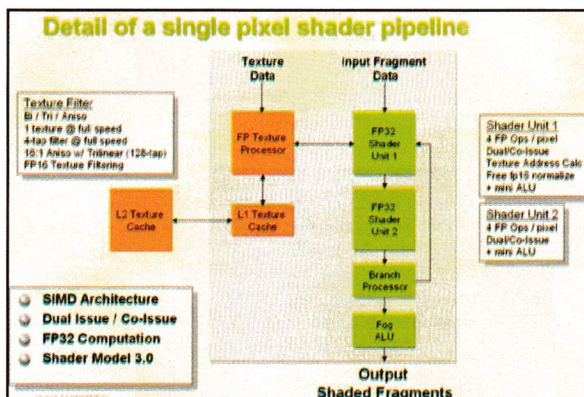 Detail of a single pixel shader pipeline
Texture
Data
Input Fragment
Data
Texture Filter
Bi / Tri / Aniso
1 texture @ full speed
4-tap filter @ full speed
16:1 Aniso w/ Trilinear (128-tap)
FP16 Texture Filtering
FP Texture
Processor
FP32
Shader
Unit 1
Shader Unit 1
4 FP Ops / pixel
Dual/Co-Issue
Texture Address Calc
Free fp16 normalize
+ mini ALU
L2 Texture
Cache
L1 Texture
Cache
FP32
Shader
Unit 2
Shader Unit 2
4 FP Ops / pixel
Dual/Co-Issue
+ mini ALU
Branch
Processor
Fog
ALU
SIMD Architecture
Dual Issue / Co-Issue
FP32 Computation
Shader Model 3.0
Output
Shaded Fragments